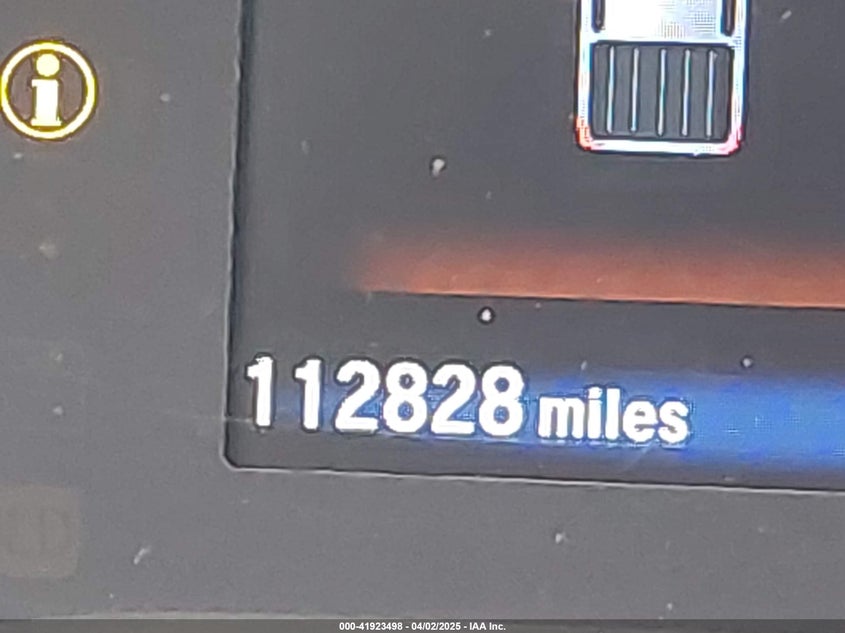 i
112828 miles
000-41923498 - 04/02/2025 - IAA Inc.